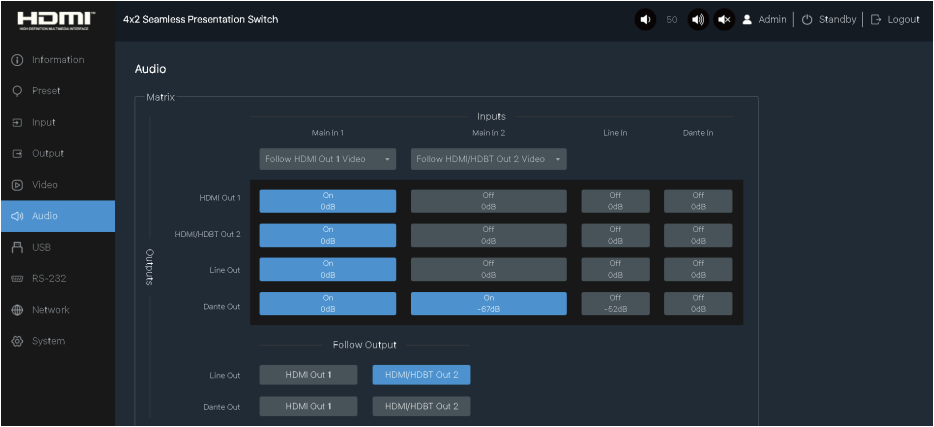 HDMI™
HIGH-DEFINITION MULTIMEDIA INTERFACE
4x2 Seamless Presentation Switch
50
Admin
Standby
Logout
Information
Preset
Input
Output
Video
Audio
USB
RS-232
Network
System
Audio
Matrix
Inputs
Main In 1 Main In 2 Line In Dante In
Follow HDMI Out 1 Video Follow HDMI/HDBT Out 2 Video
Outputs
HDMI Out 1 On Off Off Off
0dB 0dB 0dB 0dB
HDMI/HDBT Out 2 On Off Off Off
0dB 0dB 0dB 0dB
Line Out On Off Off Off
0dB 0dB 0dB 0dB
Dante Out On On Off Off
0dB -67dB -52dB 0dB
Follow Output
Line Out HDMI Out 1 HDMI/HDBT Out 2
Dante Out HDMI Out 1 HDMI/HDBT Out 2